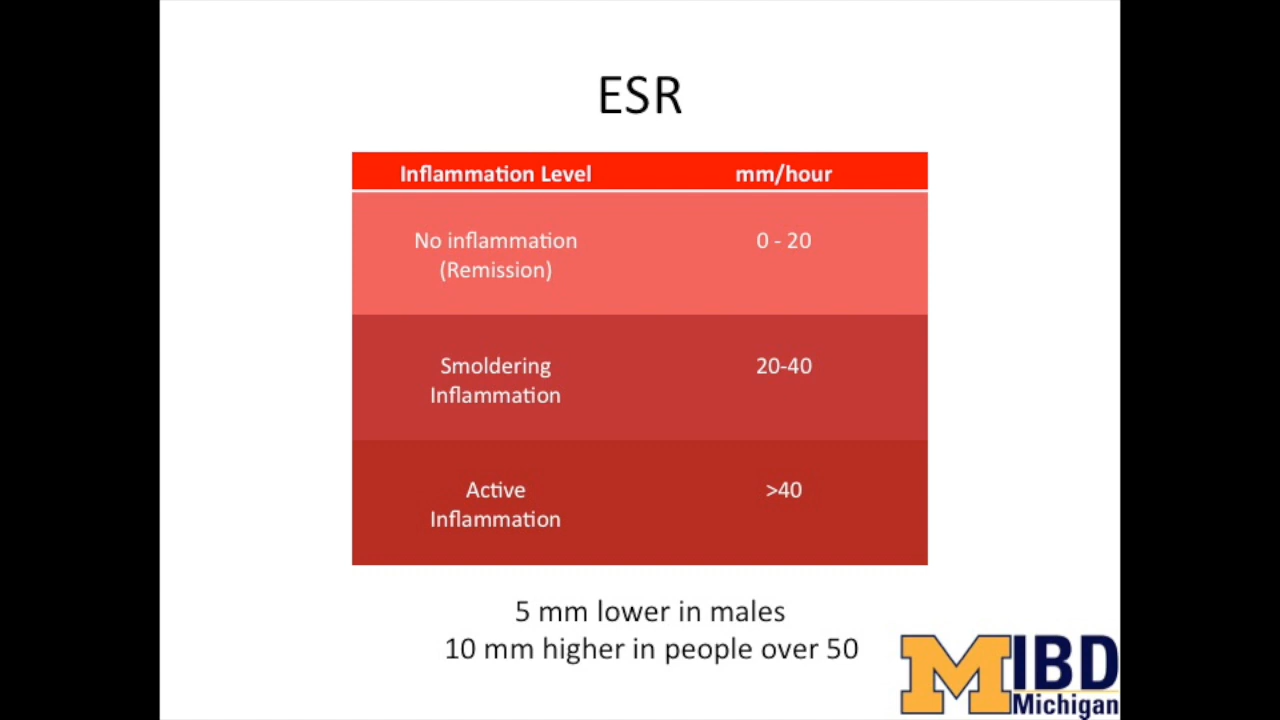 ESR
Inflammation Level mm/hour
No inflammation 0 - 20
(Remission)
Smoldering 20-40
Inflammation
Active >40
Inflammation
5 mm lower in males
10 mm higher in people over 50
MIBD
Michigan